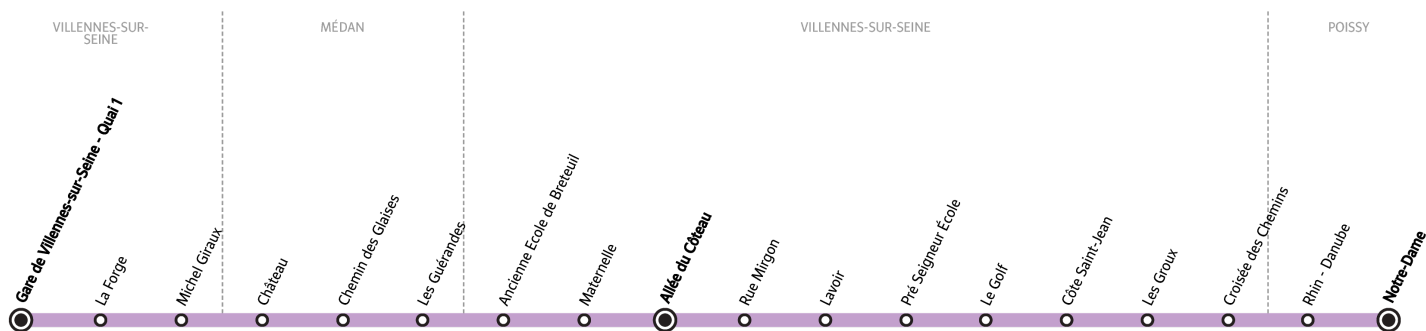 VILLENNES-SUR-
SEINE
MÉDAN
VILLENNES-SUR-SEINE
POISSY
Gare de Villennes-sur-Seine - Quai 1
La Forge
Michel Giraux
Château
Chemin des Glaises
Les Guérandes
Ancienne Ecole de Breteuil
Maternelle
Allée du Côteau
Rue Mirgon
Lavoir
Pré Seigneur École
Le Golf
Côte Saint-Jean
Les Groux
Croisée des Chemins
Rhin - Danube
Notre-Dame